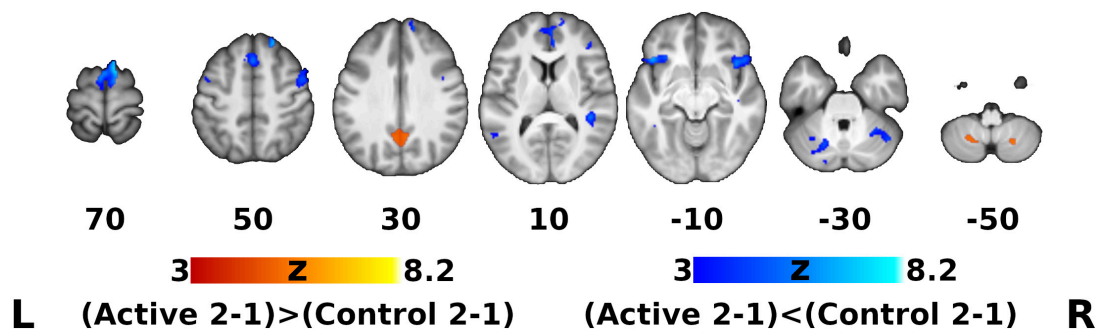 70 50 30 10 -10 -30 -50
3 z 8.2 3 z 8.2
L (Active 2-1)>(Control 2-1) (Active 2-1)<(Control 2-1) R